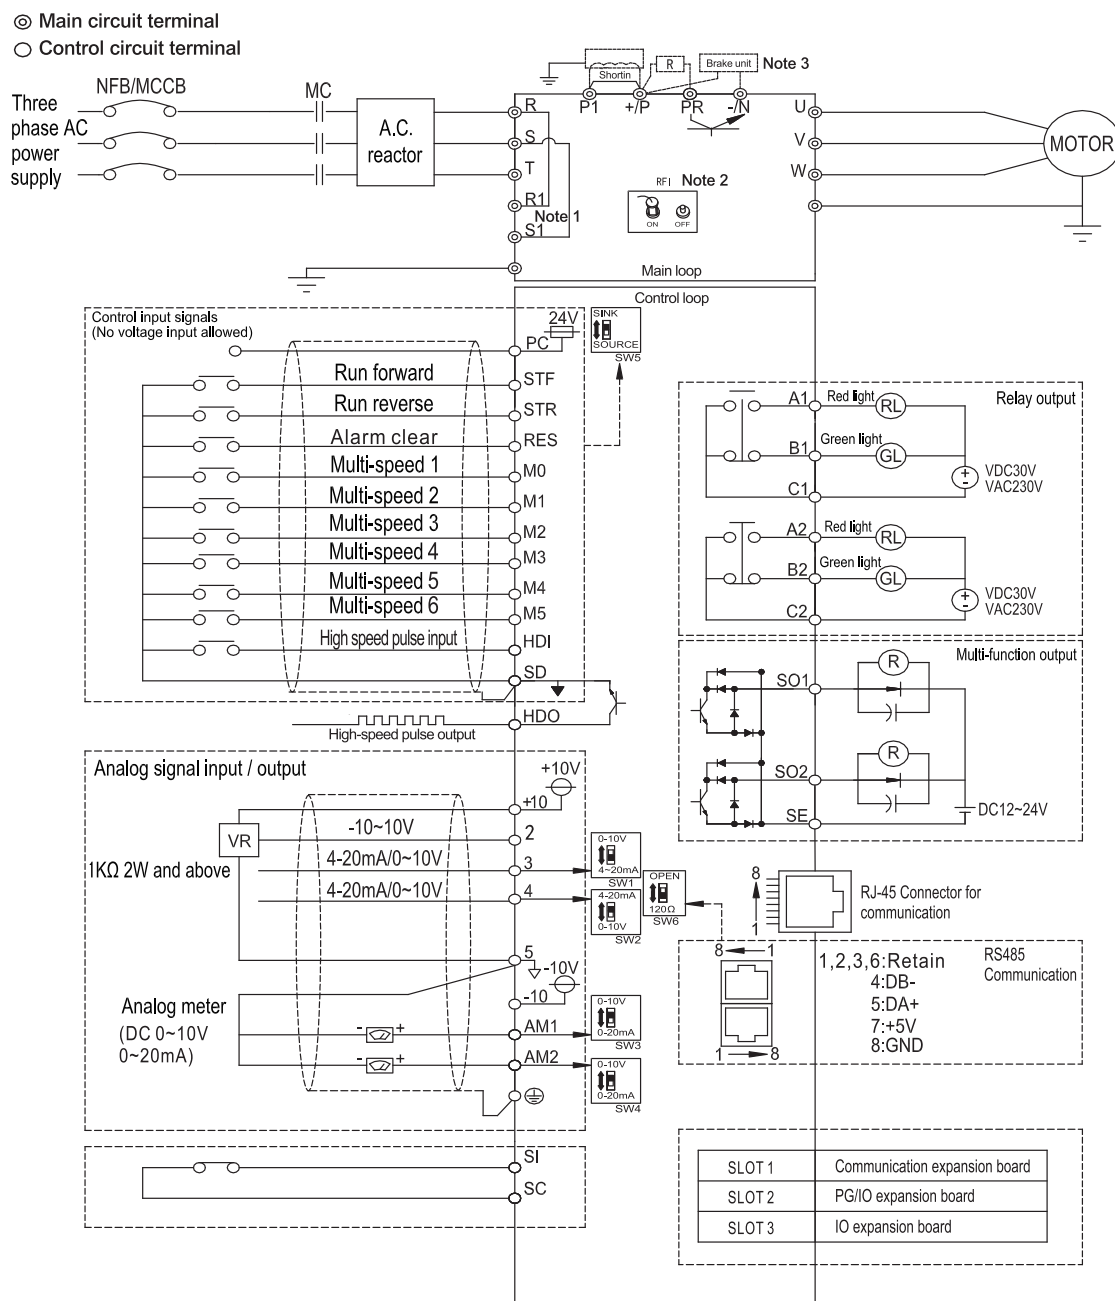 Main circuit terminal
Control circuit terminal
NFB/MCCB
MC
Three
phase AC
power
supply
A.C.
reactor
R
S
T
R1
S1
Note 1
Shortin
R
Brake unit
Note 3
P1
+/P
PR
-/N
U
V
W
MOTOR
RFI
Note 2
ON
OFF
Main loop
Control loop
Control input signals
(No voltage input allowed)
24V
PC
SINK
SOURCE
SW5
Run forward
STF
Run reverse
STR
Alarm clear
RES
Multi-speed 1
M0
Multi-speed 2
M1
Multi-speed 3
M2
Multi-speed 4
M3
Multi-speed 5
M4
Multi-speed 6
M5
High speed pulse input
HDI
SD
HDO
High-speed pulse output
A1
Red light
RL
Relay output
B1
Green light
GL
VDC30V
VAC230V
C1
A2
Red light
RL
B2
Green light
GL
VDC30V
VAC230V
C2
Multi-function output
R
SO1
R
SO2
SE
DC12~24V
Analog signal input / output
+10V
+10
-10~10V
2
VR
1KΩ 2W and above
4-20mA/0~10V
3
0-10V
4~20mA
SW1
4-20mA/0~10V
4
4-20mA
0-10V
SW2
OPEN
120Ω
SW6
5
-10V
-10
Analog meter
(DC 0~10V
0~20mA)
- +
AM1
0-10V
0-20mA
SW3
- +
AM2
0-10V
0-20mA
SW4
8
1
RJ-45 Connector for
communication
8 1
1 8
1,2,3,6:Retain
4:DB-
5:DA+
7:+5V
8:GND
RS485
Communication
SI
SC
SLOT 1 Communication expansion board
SLOT 2 PG/IO expansion board
SLOT 3 IO expansion board